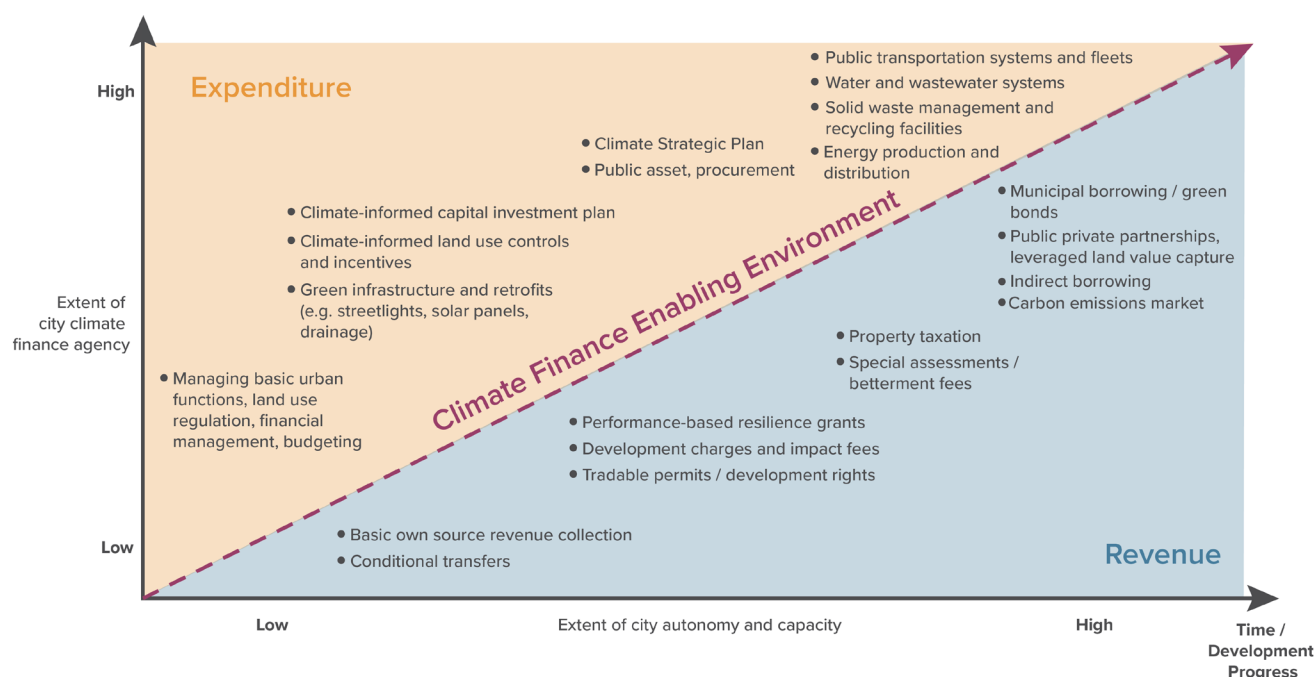 High
Expenditure
• Public transportation systems and fleets
• Water and wastewater systems
• Solid waste management and
recycling facilities
• Energy production and
distribution
• Climate Strategic Plan
• Public asset, procurement
• Climate-informed capital investment plan
• Climate-informed land use controls
and incentives
• Green infrastructure and retrofits
(e.g. streetlights, solar panels,
drainage)
• Managing basic urban
functions, land use
regulation, financial
management, budgeting
Extent of
city climate
finance agency
Climate Finance Enabling Environment
• Municipal borrowing / green
bonds
• Public private partnerships,
leveraged land value capture
• Indirect borrowing
• Carbon emissions market
• Property taxation
• Special assessments /
betterment fees
• Performance-based resilience grants
• Development charges and impact fees
• Tradable permits / development rights
• Basic own source revenue collection
• Conditional transfers
Revenue
Low
Low
Extent of city autonomy and capacity
High
Time /
Development
Progress